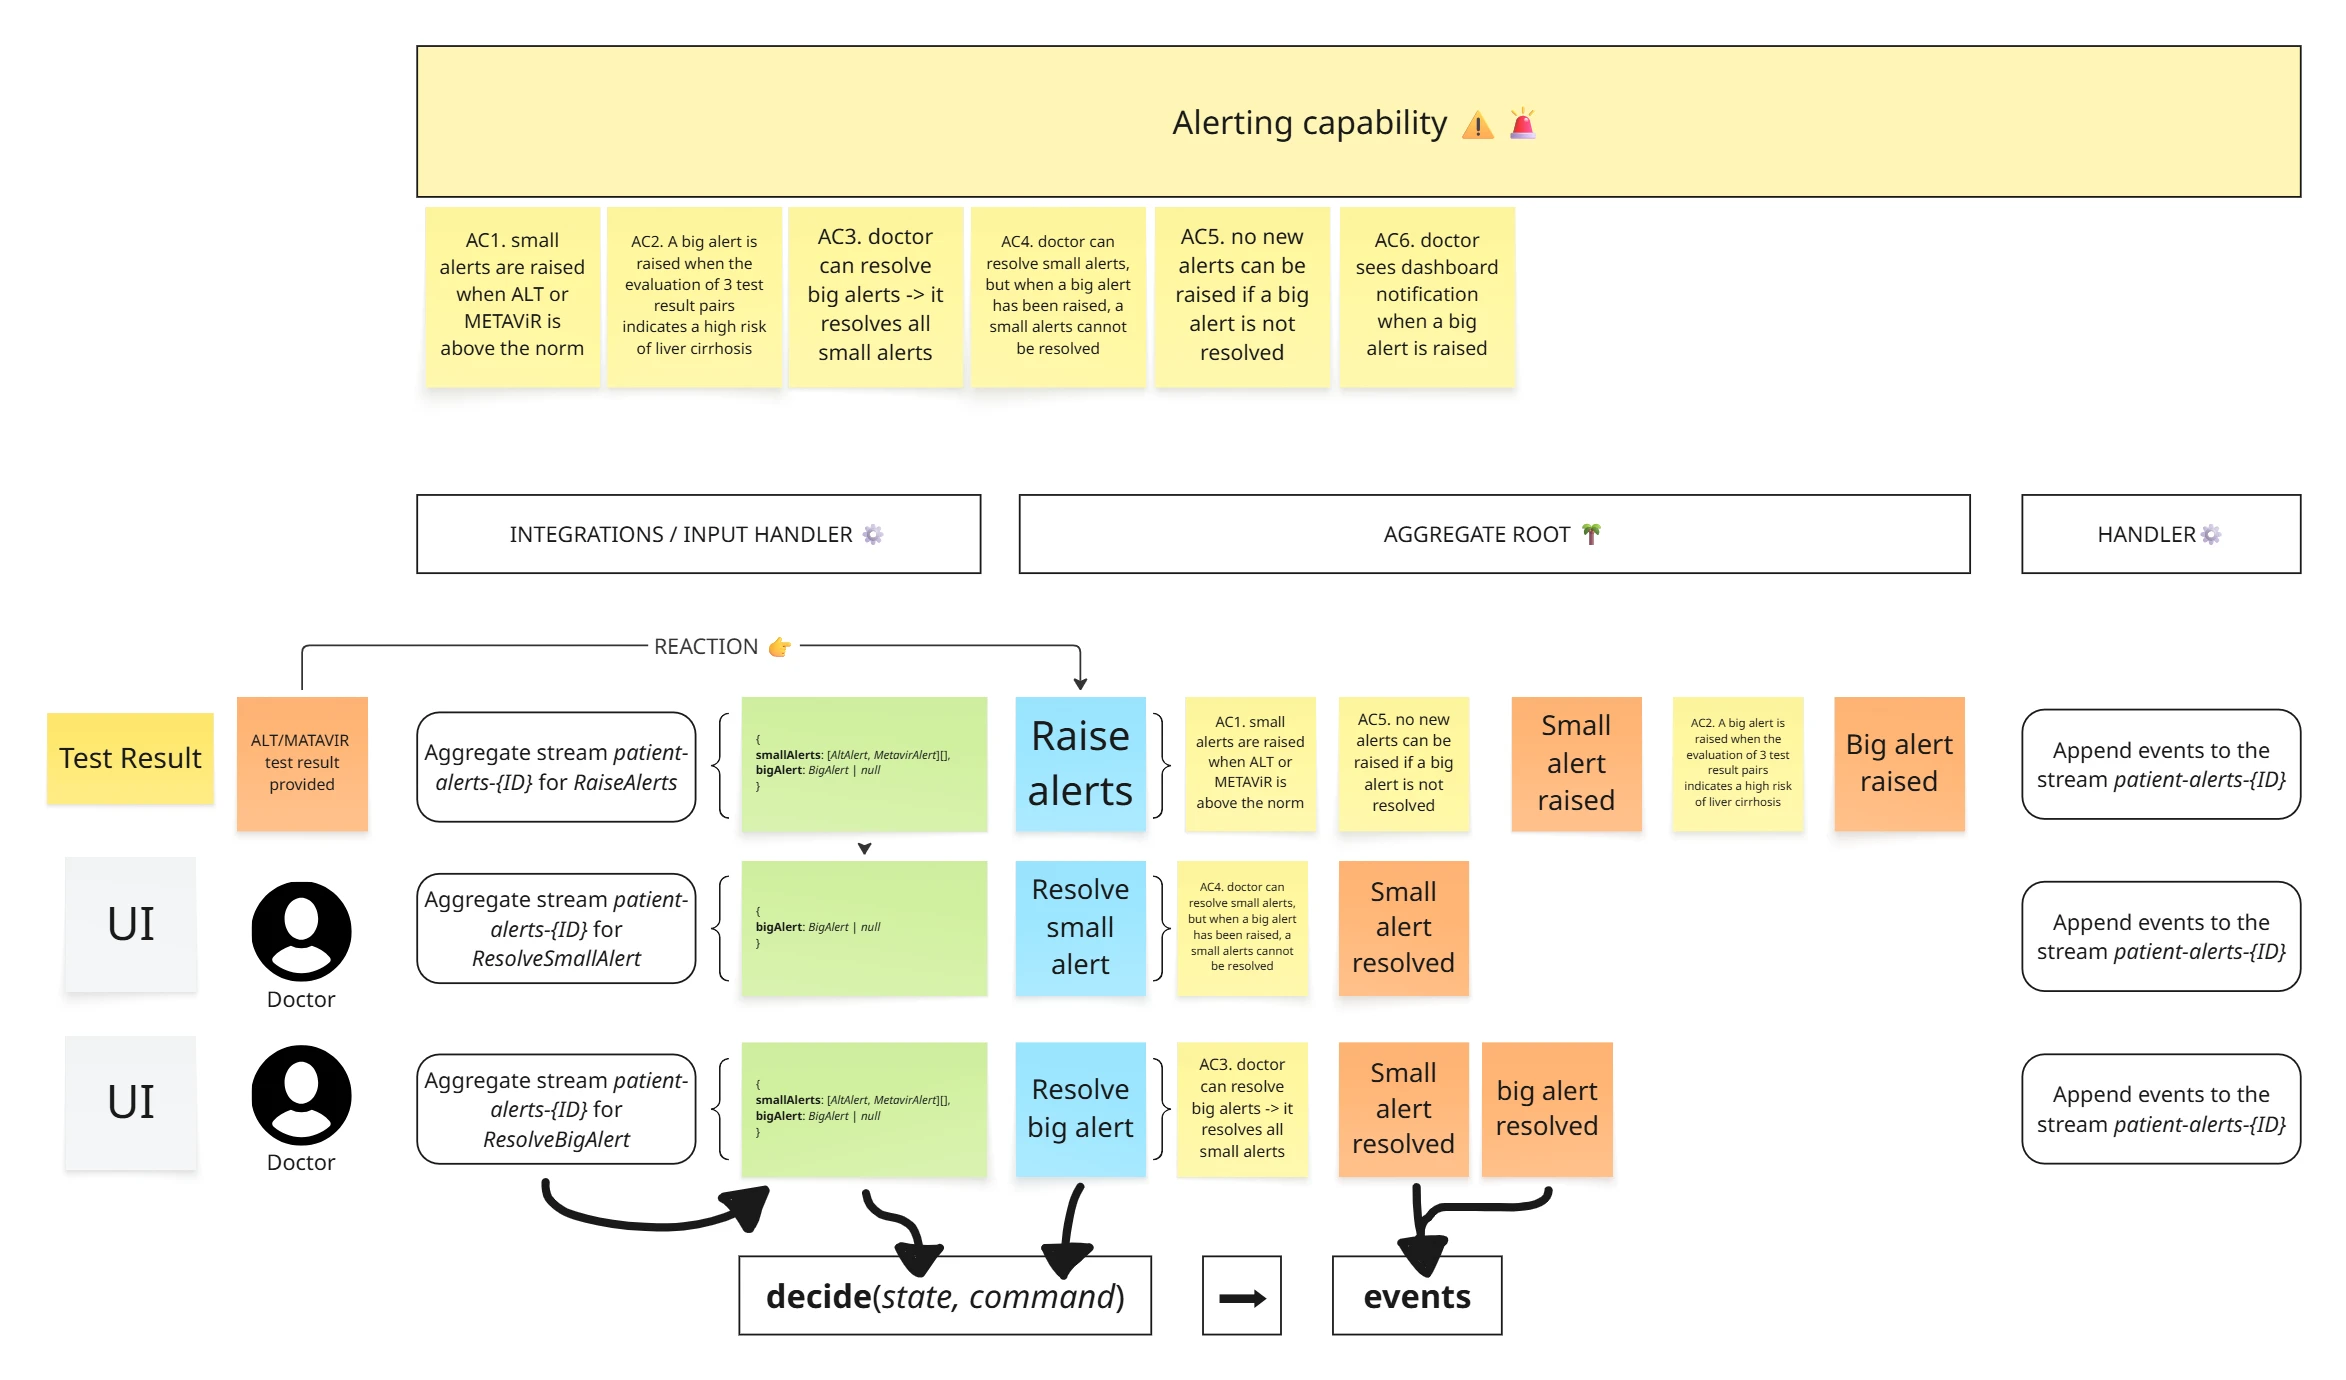 Alerting capability ⚠️ 🚨
AC1. small
alerts are raised
when ALT or
METAViR is
above the norm
AC2. A big alert is
raised when the
evaluation of 3 test
result pairs
indicates a high risk
of liver cirrhosis
AC3. doctor
can resolve
big alerts -> it
resolves all
small alerts
AC4. doctor can
resolve small alerts,
but when a big alert
has been raised, a
small alerts cannot
be resolved
AC5. no new
alerts can be
raised if a big
alert is not
resolved
AC6. doctor
sees dashboard
notification
when a big
alert is raised
INTEGRATIONS / INPUT HANDLER ⚙️
AGGREGATE ROOT 🌴
HANDLER⚙️
REACTION 👉
Test Result
ALT/MATAVIR
test result
provided
Aggregate stream patient-
alerts-{ID} for RaiseAlerts
{
smallAlerts: [AltAlert, MetavirAlert][],
bigAlert: BigAlert | null
}
Raise
alerts
AC1. small
alerts are raised
when ALT or
METAViR is
above the norm
AC5. no new
alerts can be
raised if a big
alert is not
resolved
Small
alert
raised
AC2. A big alert is
raised when the
evaluation of 3 test
result pairs
indicates a high risk
of liver cirrhosis
Big alert
raised
Append events to the
stream patient-alerts-{ID}
UI
Doctor
Aggregate stream patient-
alerts-{ID} for
ResolveSmallAlert
{
bigAlert: BigAlert | null
}
Resolve
small
alert
AC4. doctor can
resolve small alerts,
but when a big alert
has been raised, a
small alerts cannot
be resolved
Small
alert
resolved
Append events to the
stream patient-alerts-{ID}
UI
Doctor
Aggregate stream patient-
alerts-{ID} for
ResolveBigAlert
{
smallAlerts: [AltAlert, MetavirAlert][],
bigAlert: BigAlert | null
}
Resolve
big alert
AC3. doctor
can resolve
big alerts -> it
resolves all
small alerts
Small
alert
resolved
big alert
resolved
Append events to the
stream patient-alerts-{ID}
decide(state, command)
events